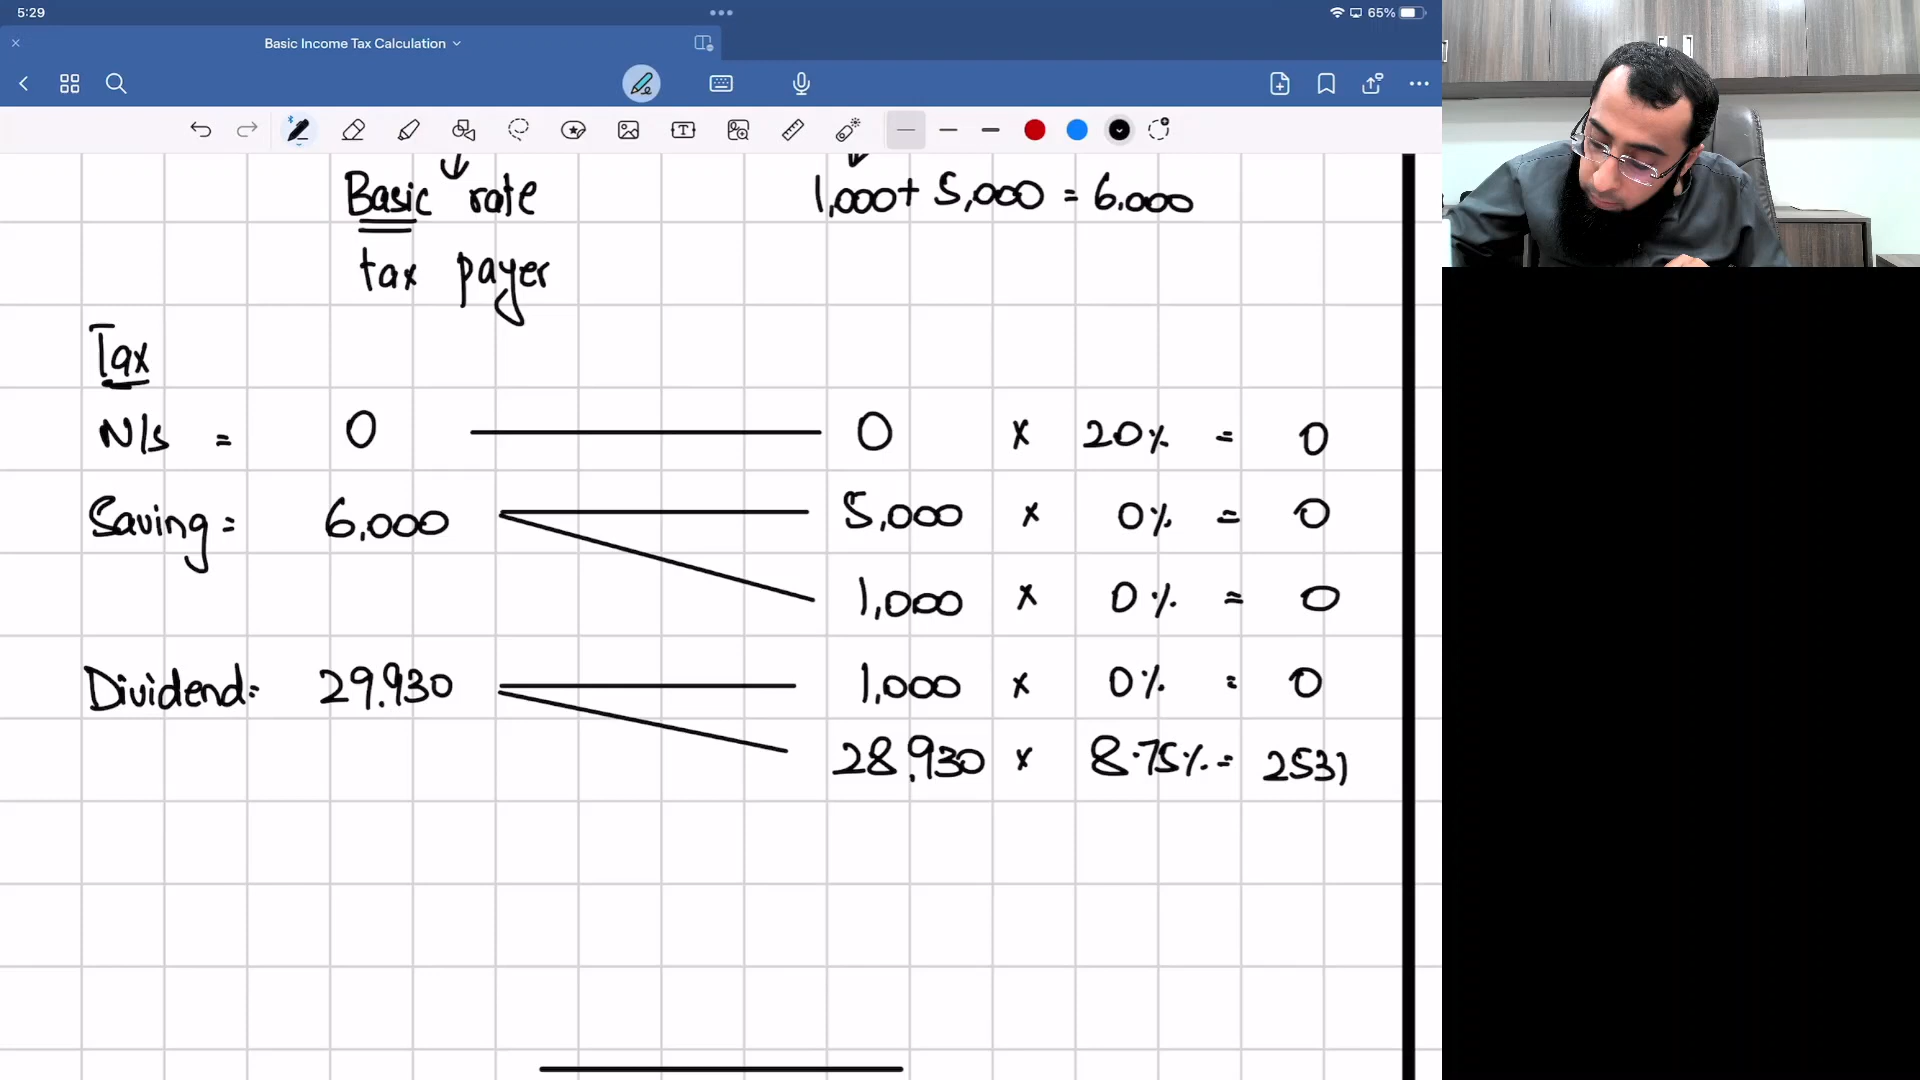 5:29
65%
Basic Income Tax Calculation
Basic rate
tax payer
1,000 + 5,000 = 6,000
Tax
N/s = 0 0 x 20% = 0
Saving = 6,000 5,000 x 0% = 0
1,000 x 0% = 0
Dividend = 29,930 1,000 x 0% = 0
28,930 x 8.75% = 2531